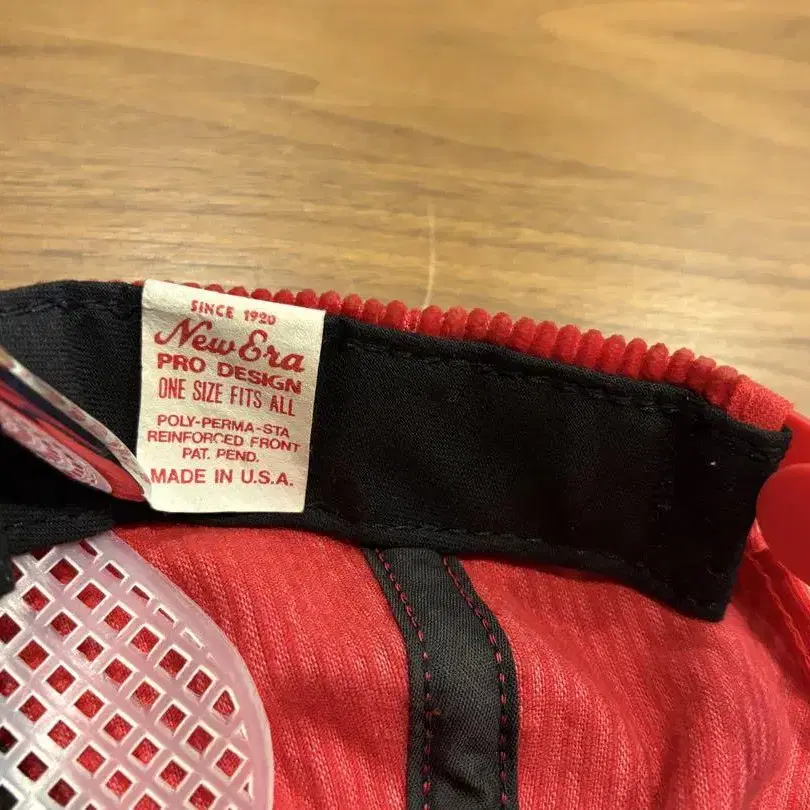 SINCE 1920
New Era
PRO DESIGN
ONE SIZE FITS ALL
POLY-PERMA-STA
REINFORCED FRONT
PAT. PEND.
MADE IN U.S.A.